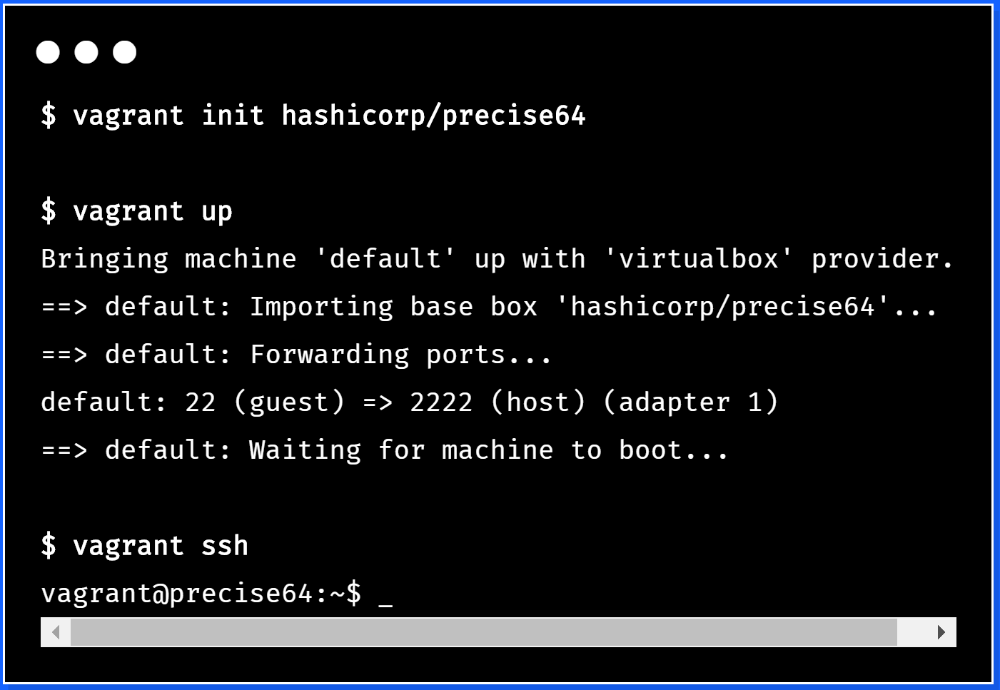 $ vagrant init hashicorp/precise64
$ vagrant up
Bringing machine 'default' up with 'virtualbox' provider.
==> default: Importing base box 'hashicorp/precise64'...
==> default: Forwarding ports...
default: 22 (guest) => 2222 (host) (adapter 1)
==> default: Waiting for machine to boot...
$ vagrant ssh
vagrant@precise64:~$ _